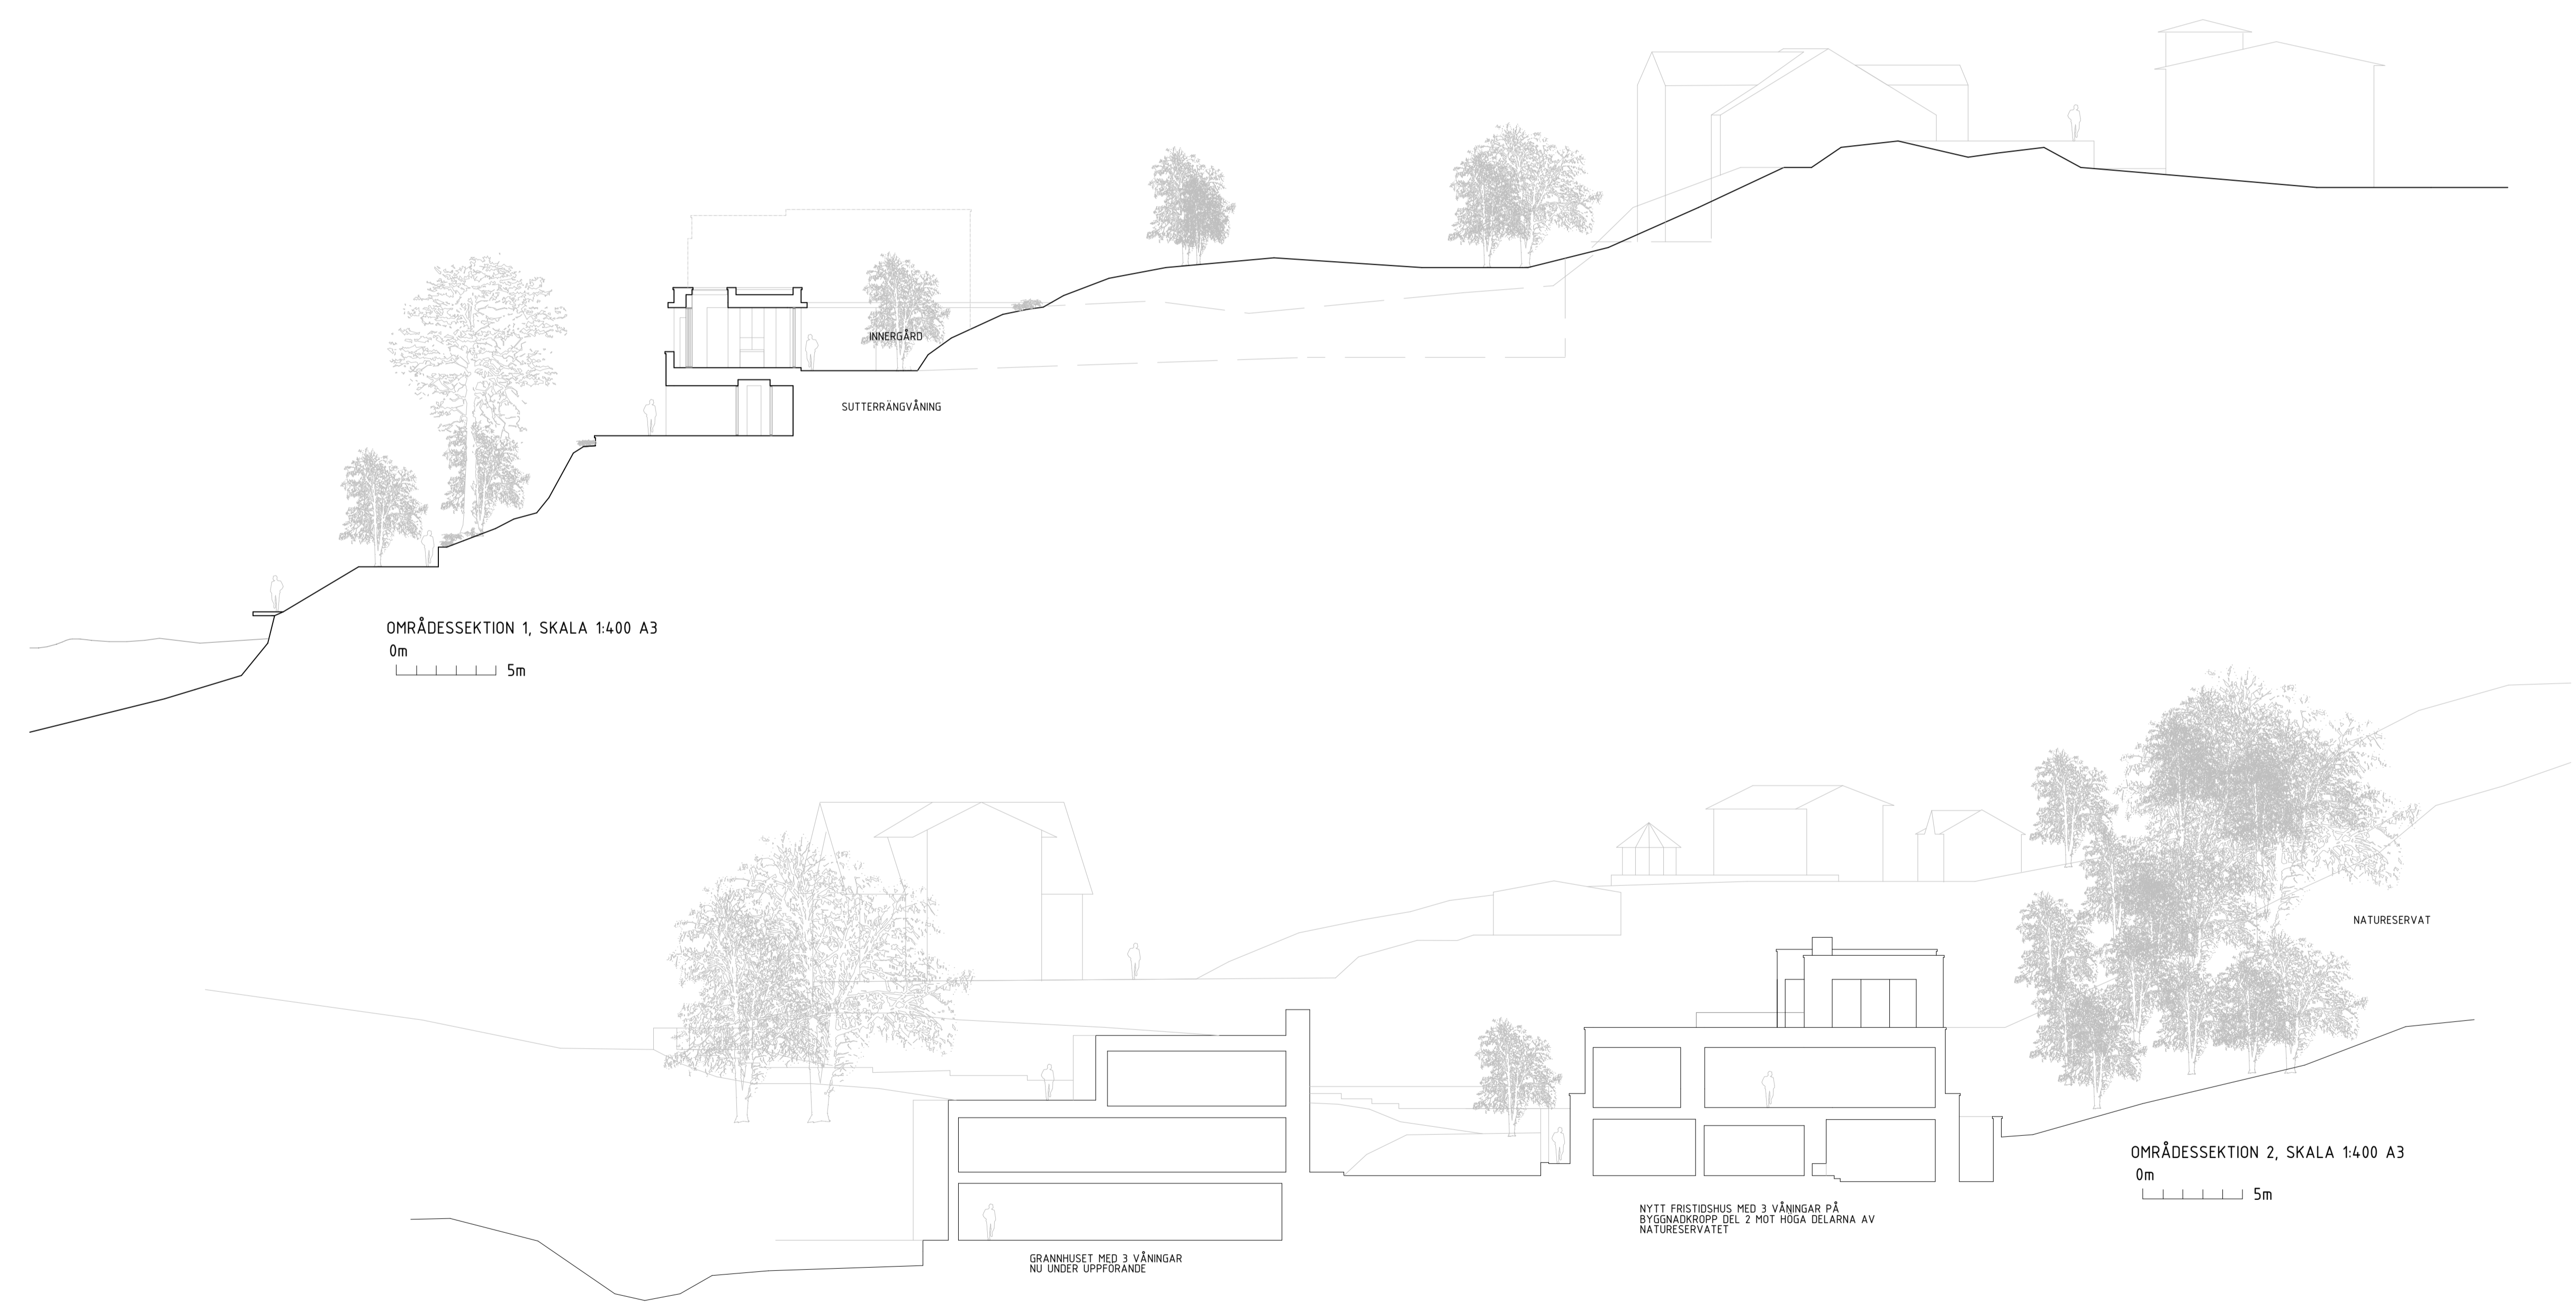 INNERGÅRD
SUTTERRÄNGVÅNING
OMRÅDESSEKTION 1, SKALA 1:400 A3
0m
5m
NATURESERVAT
OMRÅDESSEKTION 2, SKALA 1:400 A3
0m
5m
NYTT FRISTIDSHUS MED 3 VÅNINGAR PÅ
BYGGNADKROPP DEL 2 MOT HÖGA DELARNA AV
NATURESERVATET
GRANNHUSET MED 3 VÅNINGAR
NU UNDER UPPFÖRANDE